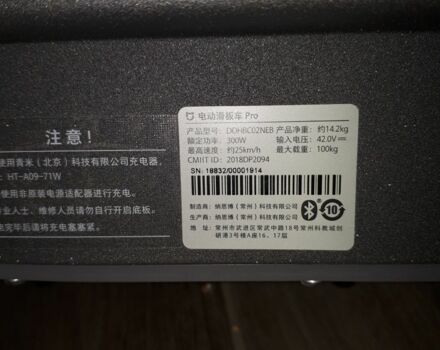 注意！
使用青米（北京）科技有限公司充电器，
: HT-A09-71W
使用非原装电源适配器进行充电。
业人士，维修人员请勿自行开启底板。
电完毕后请将充电塞塞紧。
电动滑板车 Pro
产品型号： DDHBC02NEB 产品净重：约14.2kg
额定功率： 300W 输入电压：42.0V
最高速度： 约25km/h 最大载重：100kg
CMIIT ID： 2018DP2094
SN: 16832/00001914
制造商：纳恩博（常州）科技有限公司
生产商：纳恩博（常州）科技有限公司
地 址：常州市武进区常武中路18号常州科教城创
研港3号楼A座16、17层
10